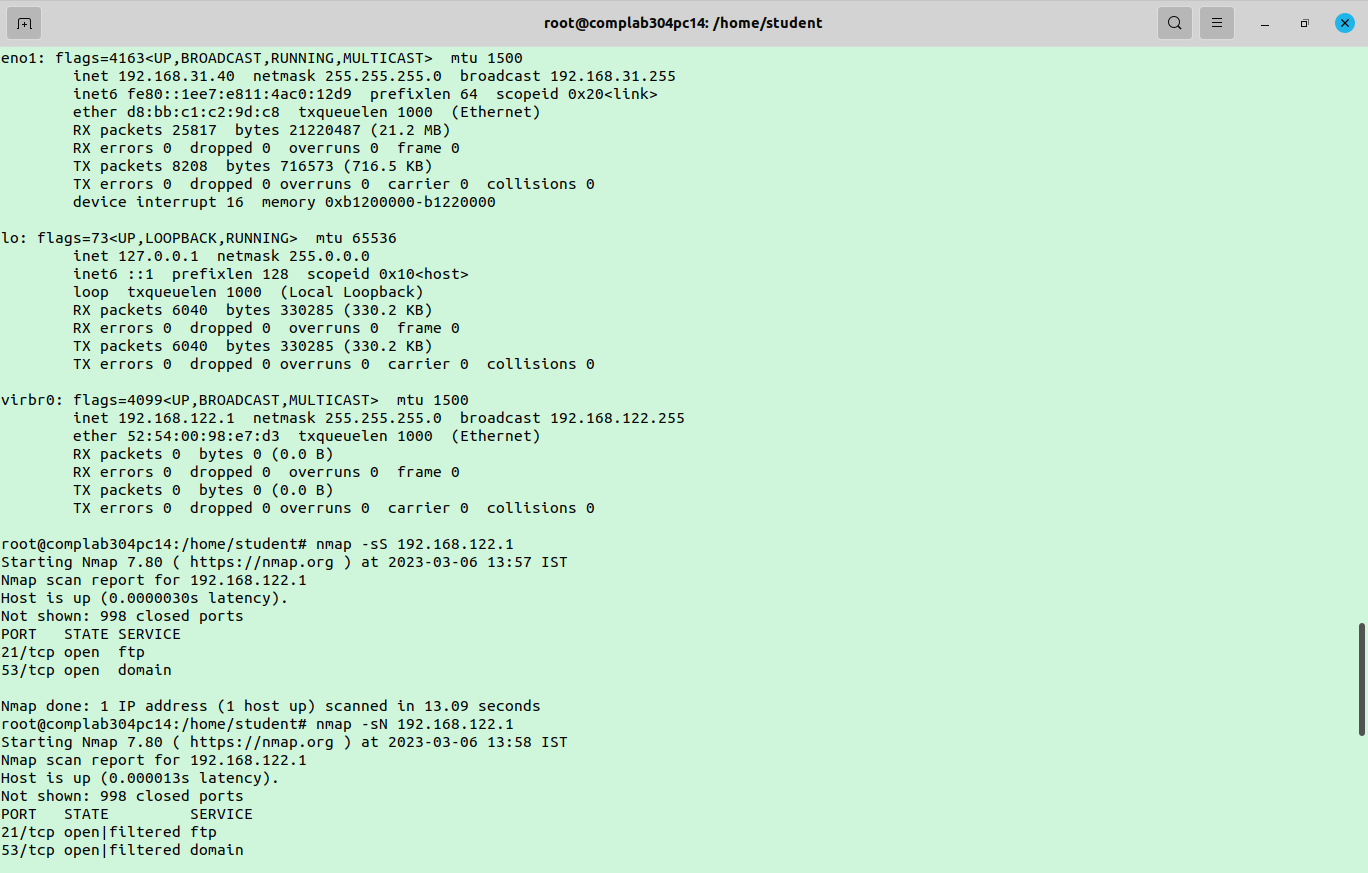 root@complab304pc14: /home/student
eno1: flags=4163<UP,BROADCAST,RUNNING,MULTICAST>  mtu 1500
        inet 192.168.31.40  netmask 255.255.255.0  broadcast 192.168.31.255
        inet6 fe80::1ee7:e811:4ac0:12d9  prefixlen 64  scopeid 0x20<link>
        ether d8:bb:c1:c2:9d:c8  txqueuelen 1000  (Ethernet)
        RX packets 25817  bytes 21220487 (21.2 MB)
        RX errors 0  dropped 0  overruns 0  frame 0
        TX packets 8208  bytes 716573 (716.5 KB)
        TX errors 0  dropped 0 overruns 0  carrier 0  collisions 0
        device interrupt 16  memory 0xb1200000-b1220000

lo: flags=73<UP,LOOPBACK,RUNNING>  mtu 65536
        inet 127.0.0.1  netmask 255.0.0.0
        inet6 ::1  prefixlen 128  scopeid 0x10<host>
        loop  txqueuelen 1000  (Local Loopback)
        RX packets 6040  bytes 330285 (330.2 KB)
        RX errors 0  dropped 0  overruns 0  frame 0
        TX packets 6040  bytes 330285 (330.2 KB)
        TX errors 0  dropped 0 overruns 0  carrier 0  collisions 0

virbr0: flags=4099<UP,BROADCAST,MULTICAST>  mtu 1500
        inet 192.168.122.1  netmask 255.255.255.0  broadcast 192.168.122.255
        ether 52:54:00:98:e7:d3  txqueuelen 1000  (Ethernet)
        RX packets 0  bytes 0 (0.0 B)
        RX errors 0  dropped 0  overruns 0  frame 0
        TX packets 0  bytes 0 (0.0 B)
        TX errors 0  dropped 0 overruns 0  carrier 0  collisions 0

root@complab304pc14:/home/student# nmap -sS 192.168.122.1
Starting Nmap 7.80 ( https://nmap.org ) at 2023-03-06 13:57 IST
Nmap scan report for 192.168.122.1
Host is up (0.0000030s latency).
Not shown: 998 closed ports
PORT   STATE SERVICE
21/tcp open  ftp
53/tcp open  domain

Nmap done: 1 IP address (1 host up) scanned in 13.09 seconds
root@complab304pc14:/home/student# nmap -sN 192.168.122.1
Starting Nmap 7.80 ( https://nmap.org ) at 2023-03-06 13:58 IST
Nmap scan report for 192.168.122.1
Host is up (0.000013s latency).
Not shown: 998 closed ports
PORT   STATE         SERVICE
21/tcp open|filtered ftp
53/tcp open|filtered domain